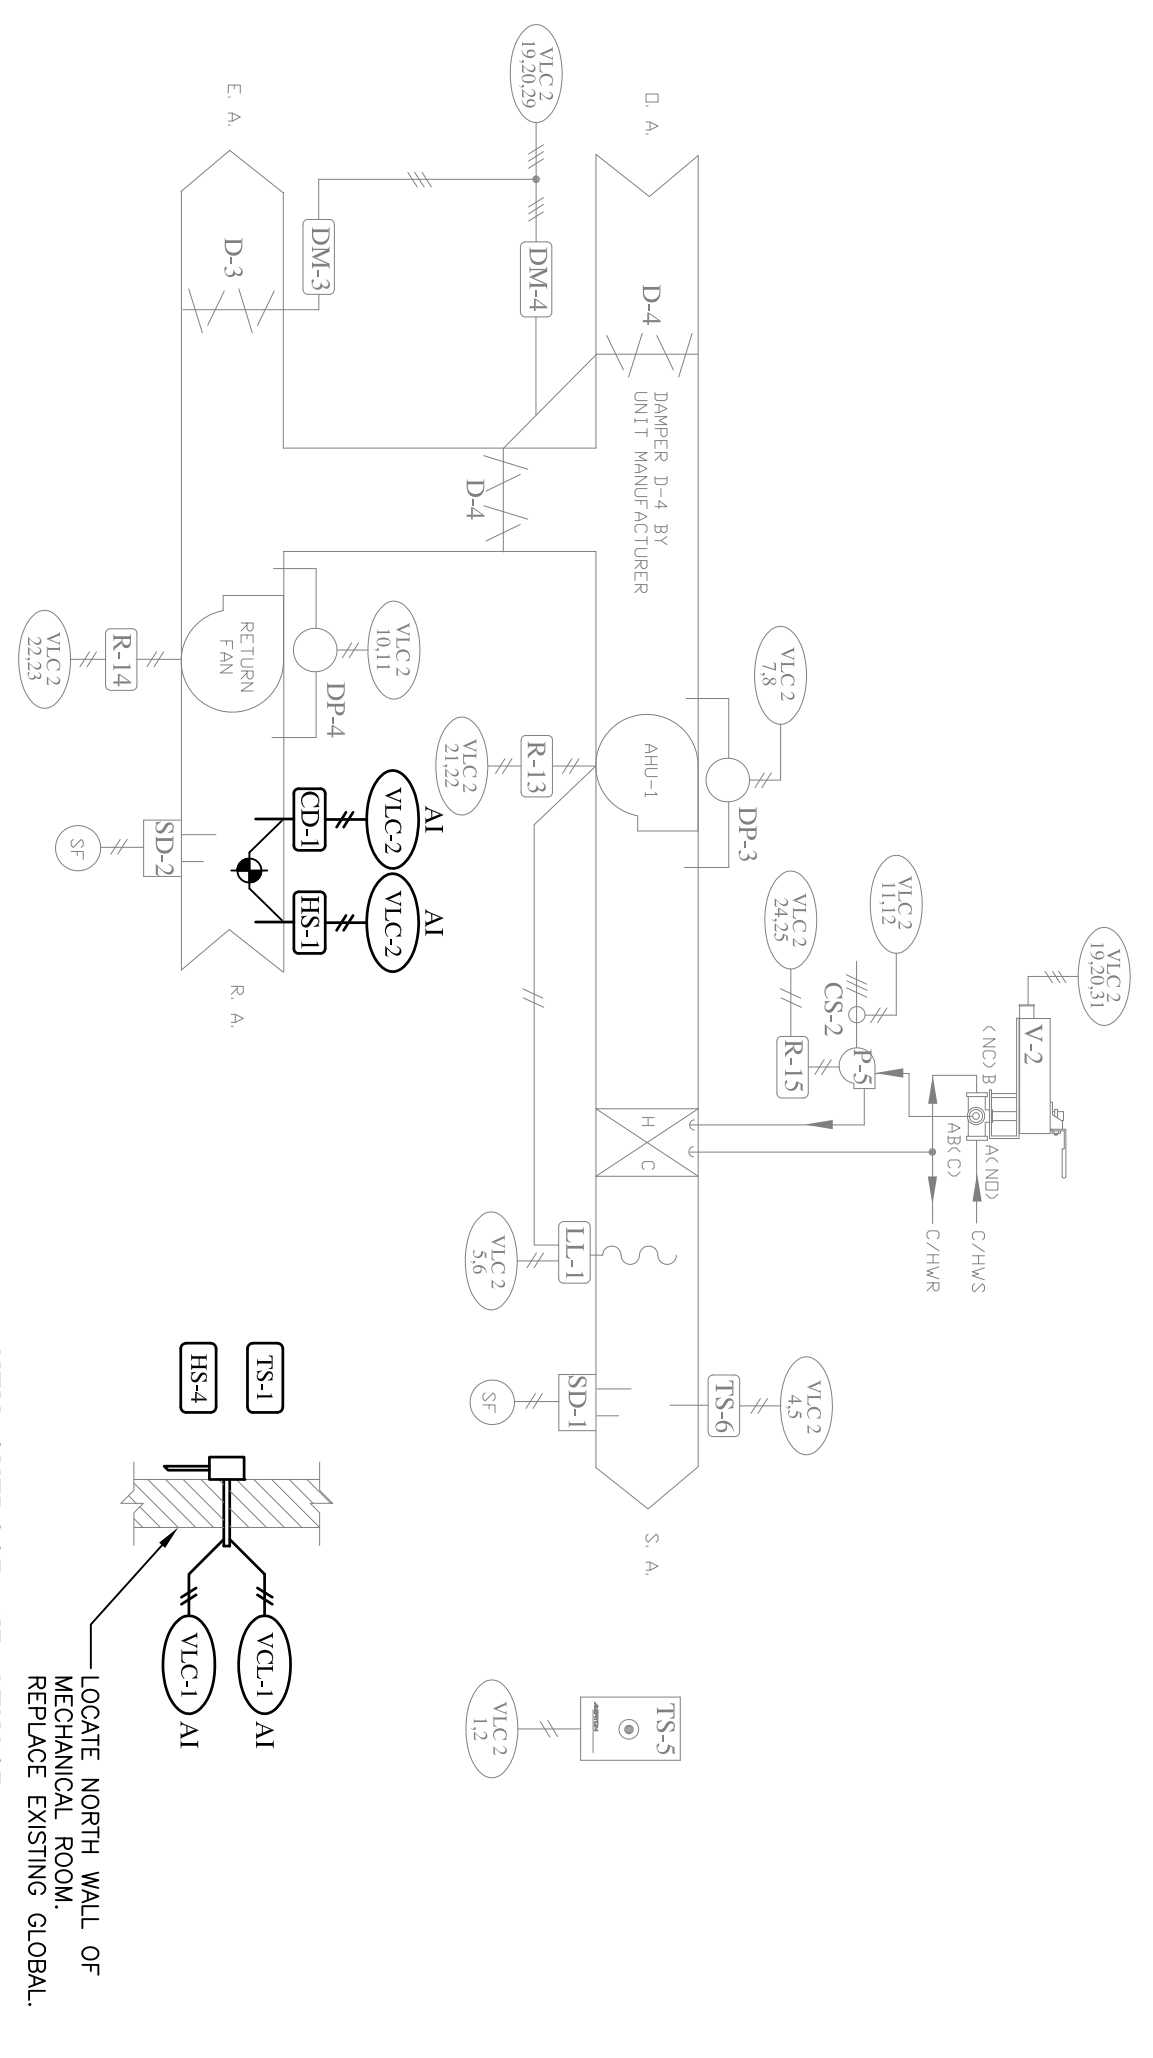 VLC 2
19,20,31
V-2
(NC) B
A(NO)
AB(C)
C/HWS
C/HWR
VLC 2
11,12
CS-2
P-5
VLC 2
24,25
R-15
VLC 2
7,8
DP-3
O. A.
D-4
DAMPER D-4 BY
UNIT MANUFACTURER
AHU-1
H
C
VLC 2
4,5
TS-6
S. A.
TS-5
VLC 2
1,2
VLC 2
19,20,29
DM-4
D-4
R-13
VLC 2
21,22
LL-1
VLC 2
5,6
SD-1
SF
DM-3
VLC 2
10,11
DP-4
AI
VLC-2
CD-1
AI
VLC-2
HS-1
E. A.
D-3
RETURN
FAN
R. A.
R-14
VLC 2
22,23
SD-2
SF
TS-1
HS-4
VCL-1
AI
VLC-1
AI
LOCATE NORTH WALL OF
MECHANICAL ROOM.
REPLACE EXISTING GLOBAL.